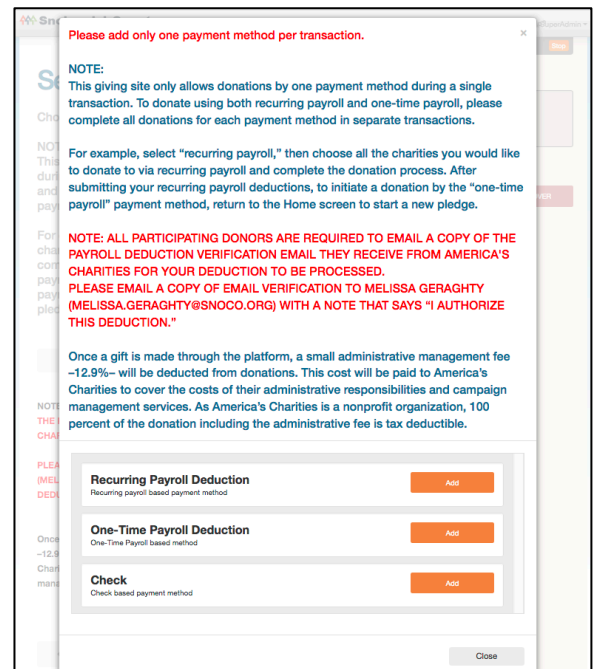 Sno
SuperAdmin
Please add only one payment method per transaction.
×
NOTE:
This giving site only allows donations by one payment method during a single
transaction. To donate using both recurring payroll and one-time payroll, please
complete all donations for each payment method in separate transactions.
For example, select “recurring payroll,” then choose all the charities you would like
to donate to via recurring payroll and complete the donation process. After
submitting your recurring payroll deductions, to initiate a donation by the “one-time
payroll” payment method, return to the Home screen to start a new pledge.
NOTE: ALL PARTICIPATING DONORS ARE REQUIRED TO EMAIL A COPY OF THE
PAYROLL DEDUCTION VERIFICATION EMAIL THEY RECEIVE FROM AMERICA'S
CHARITIES FOR YOUR DEDUCTION TO BE PROCESSED.
PLEASE EMAIL A COPY OF EMAIL VERIFICATION TO MELISSA GERAGHTY
(MELISSA.GERAGHTY@SNOCO.ORG) WITH A NOTE THAT SAYS “I AUTHORIZE
THIS DEDUCTION.”
Once a gift is made through the platform, a small administrative management fee
–12.9%– will be deducted from donations. This cost will be paid to America’s
Charities to cover the costs of their administrative responsibilities and campaign
management services. As America’s Charities is a nonprofit organization, 100
percent of the donation including the administrative fee is tax deductible.
Recurring Payroll Deduction
Recurring payroll based payment method
Add
One-Time Payroll Deduction
One-Time Payroll based method
Add
Check
Check based payment method
Add
Close